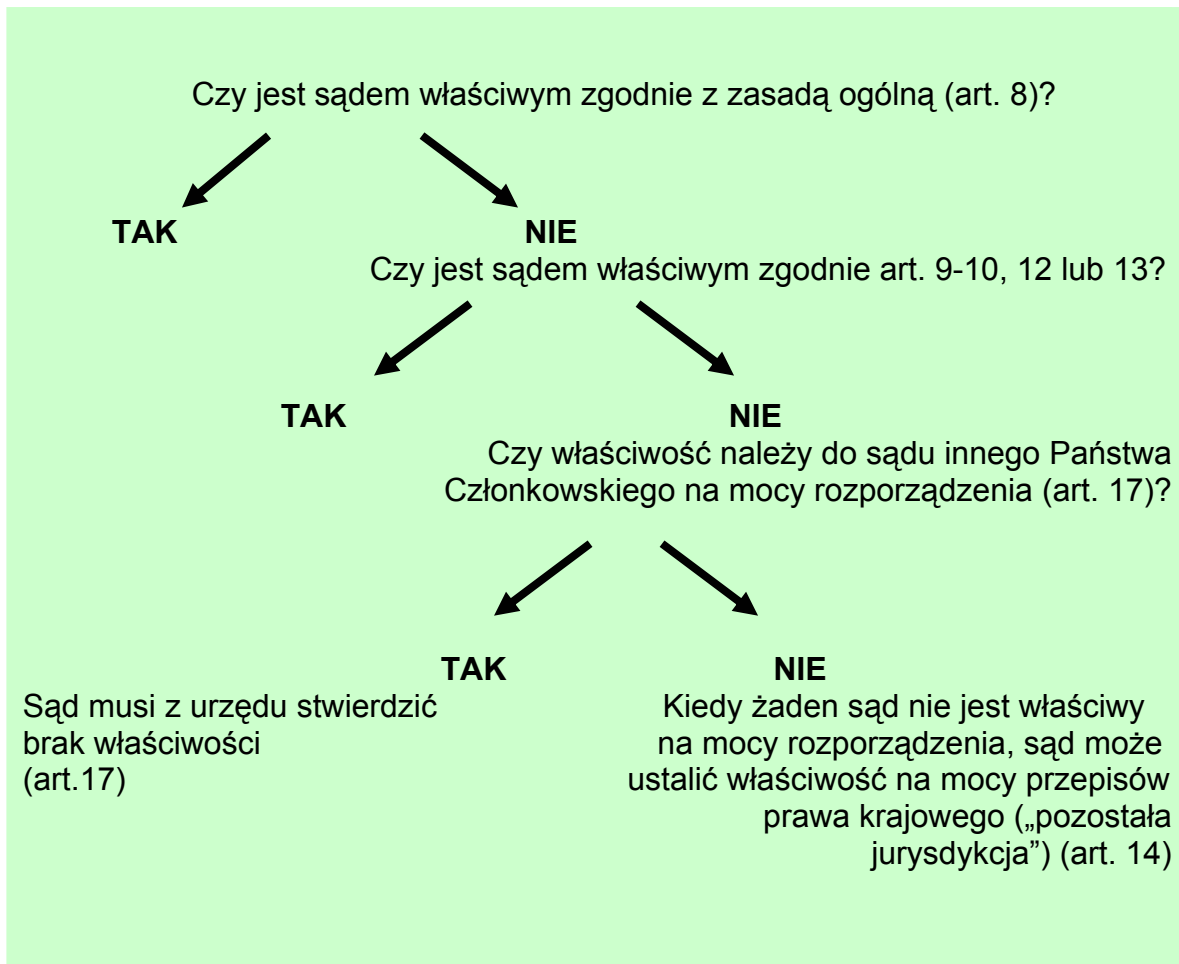 Czy jest sądem właściwym zgodnie z zasadą ogólną (art. 8)?
TAK
NIE
Czy jest sądem właściwym zgodnie art. 9-10, 12 lub 13?
TAK
NIE
Czy właściwość należy do sądu innego Państwa
Członkowskiego na mocy rozporządzenia (art. 17)?
TAK
Sąd musi z urzędu stwierdzić
brak właściwości
(art.17)
NIE
Kiedy żaden sąd nie jest właściwy
na mocy rozporządzenia, sąd może
ustalić właściwość na mocy przepisów
prawa krajowego („pozostała
jurysdykcja”) (art. 14)